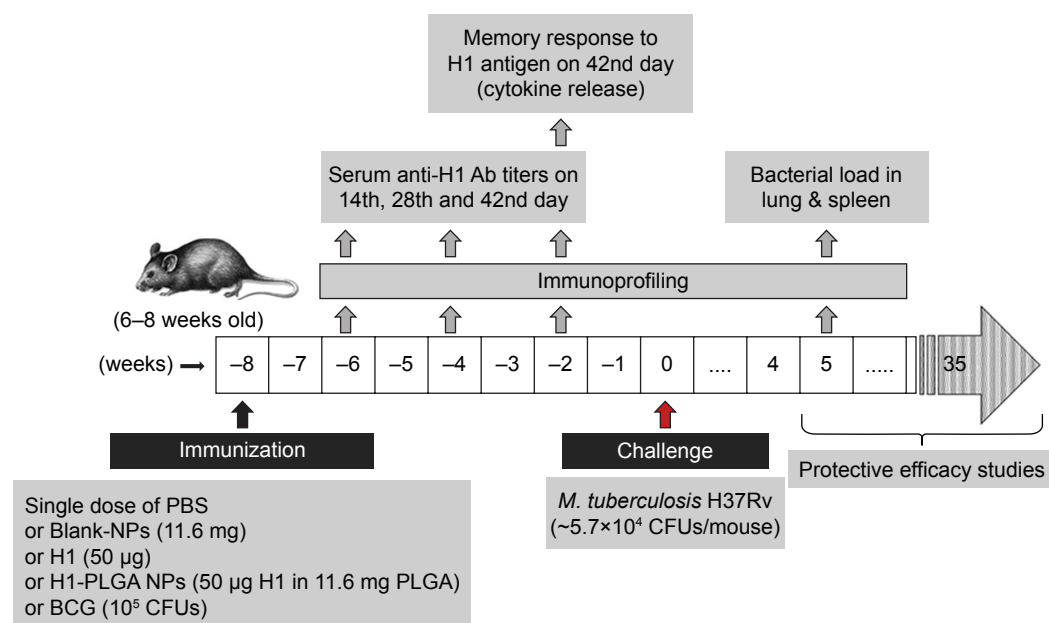 Memory response to
H1 antigen on 42nd day
(cytokine release)
Serum anti-H1 Ab titers on
14th, 28th and 42nd day
Bacterial load in
lung & spleen
Immunoprofiling
(6–8 weeks old)
(weeks)
–8 –7 –6 –5 –4 –3 –2 –1 0 .... 4 5 ..... 35
Immunization
Challenge
Protective efficacy studies
Single dose of PBS
or Blank-NPs (11.6 mg)
or H1 (50 µg)
or H1-PLGA NPs (50 µg H1 in 11.6 mg PLGA)
or BCG (10⁵ CFUs)
M. tuberculosis H37Rv
(~5.7×10⁴ CFUs/mouse)